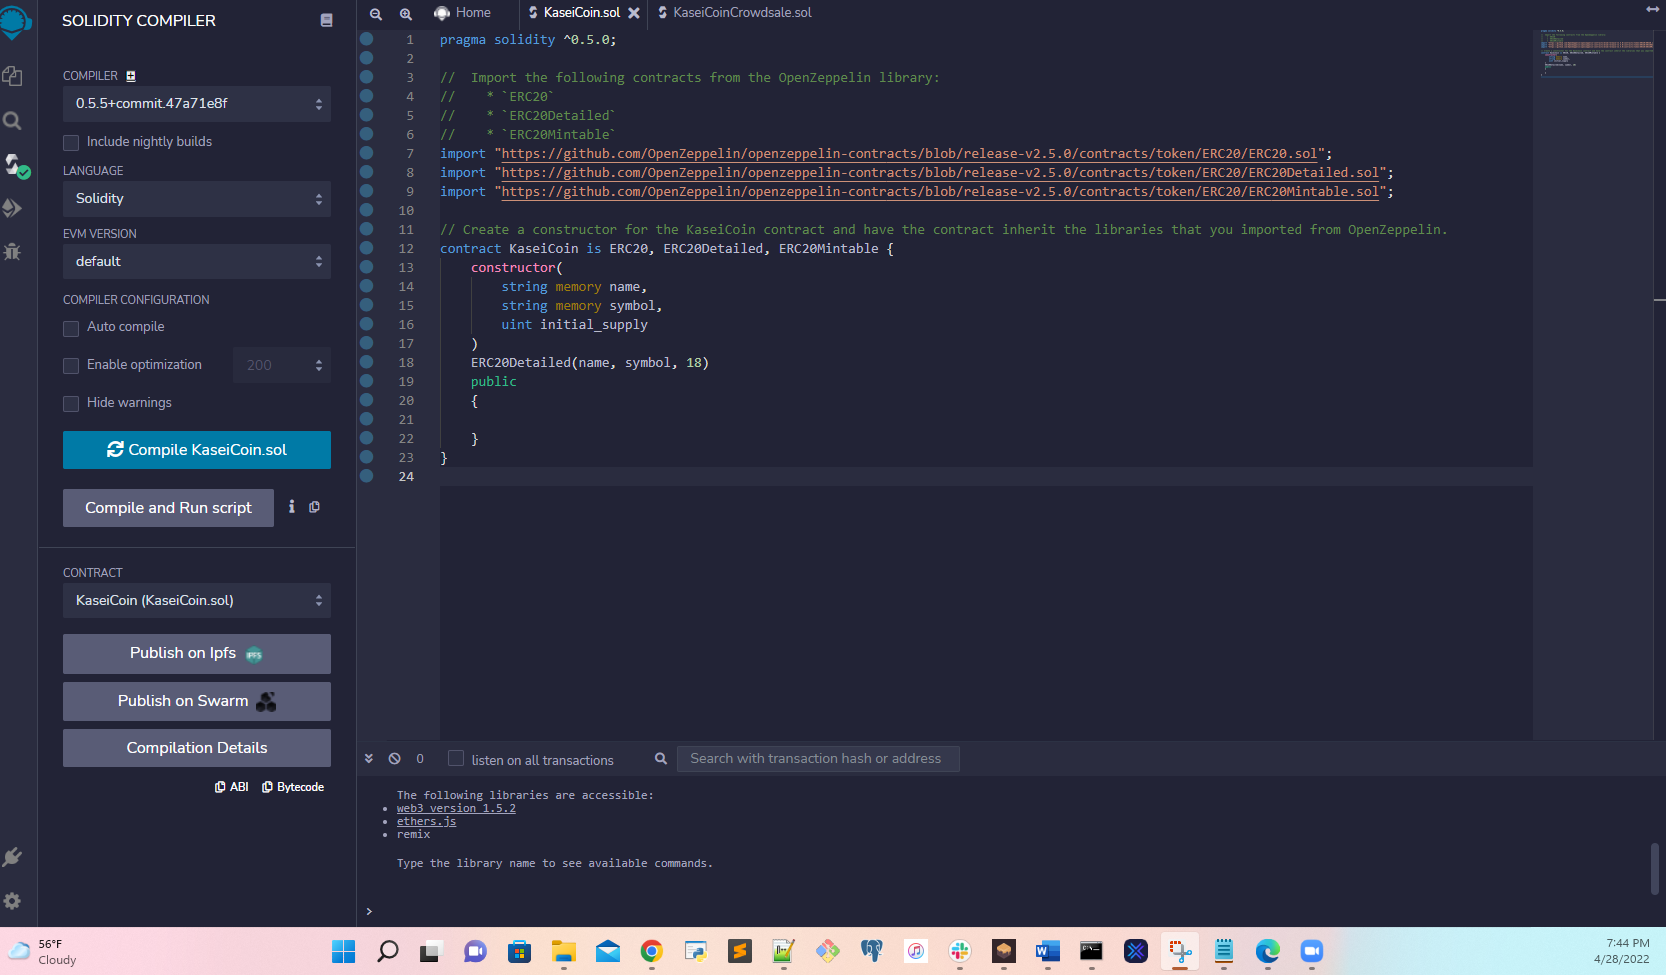 SOLIDITY COMPILER
COMPILER
0.5.5+commit.47a71e8f
Include nightly builds
LANGUAGE
Solidity
EVM VERSION
default
COMPILER CONFIGURATION
Auto compile
Enable optimization
200
Hide warnings
Compile KaseiCoin.sol
Compile and Run script
CONTRACT
KaseiCoin (KaseiCoin.sol)
Publish on Ipfs
IPFS
Publish on Swarm
Compilation Details
ABI Bytecode
Home KaseiCoin.sol KaseiCoinCrowdsale.sol
1 pragma solidity ^0.5.0;
2
3 //  Import the following contracts from the OpenZeppelin library:
4 //    * `ERC20`
5 //    * `ERC20Detailed`
6 //    * `ERC20Mintable`
7 import "https://github.com/OpenZeppelin/openzeppelin-contracts/blob/release-v2.5.0/contracts/token/ERC20/ERC20.sol";
8 import "https://github.com/OpenZeppelin/openzeppelin-contracts/blob/release-v2.5.0/contracts/token/ERC20/ERC20Detailed.sol";
9 import "https://github.com/OpenZeppelin/openzeppelin-contracts/blob/release-v2.5.0/contracts/token/ERC20/ERC20Mintable.sol";
10
11 // Create a constructor for the KaseiCoin contract and have the contract inherit the libraries that you imported from OpenZeppelin.
12 contract KaseiCoin is ERC20, ERC20Detailed, ERC20Mintable {
13     constructor(
14         string memory name,
15         string memory symbol,
16         uint initial_supply
17     )
18     ERC20Detailed(name, symbol, 18)
19     public
20     {
21
22     }
23 }
24
0 listen on all transactions Search with transaction hash or address
The following libraries are accessible:
• web3 version 1.5.2
• ethers.js
• remix
Type the library name to see available commands.
>
56°F
Cloudy
7:44 PM
4/28/2022